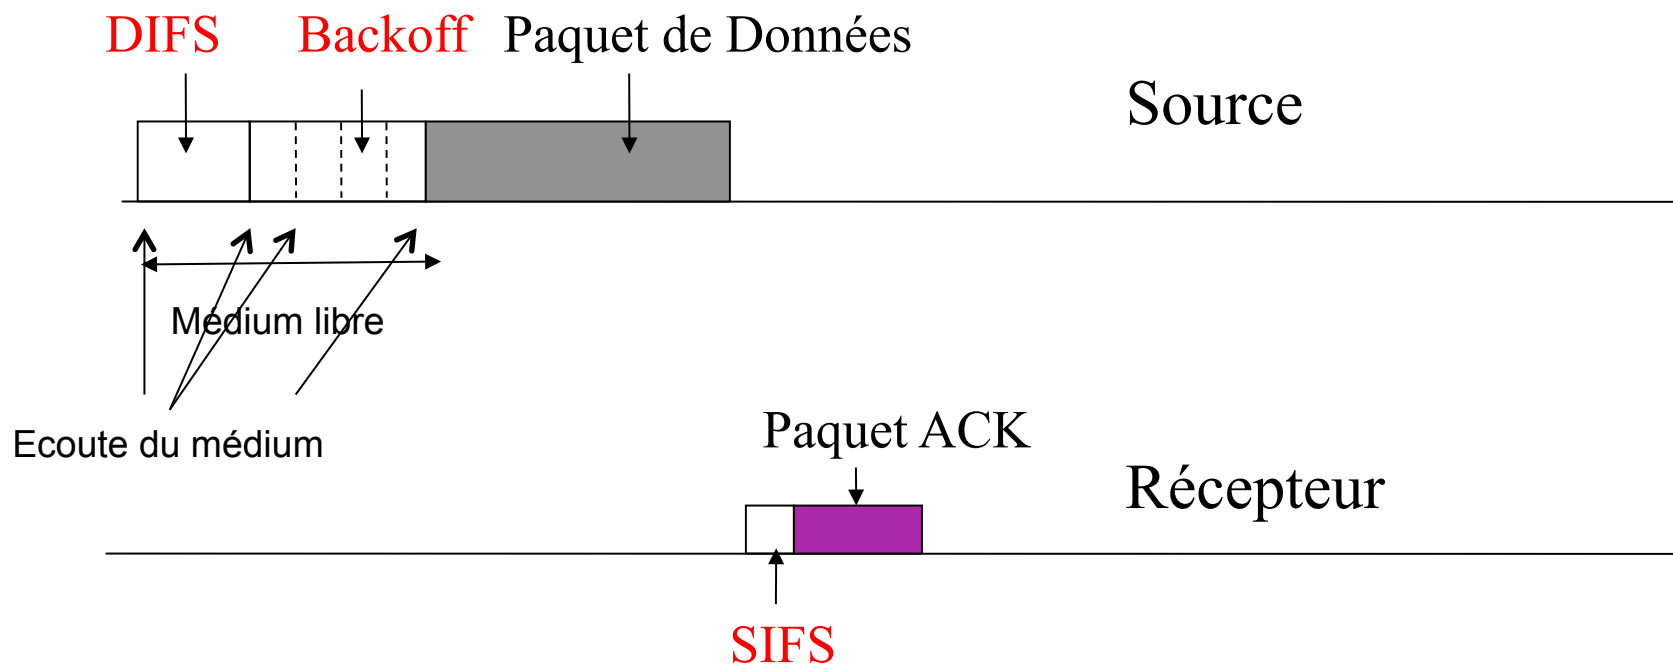 DIFS Backoff Paquet de Données
Source
Médium libre
Ecoute du médium
Paquet ACK
Récepteur
SIFS